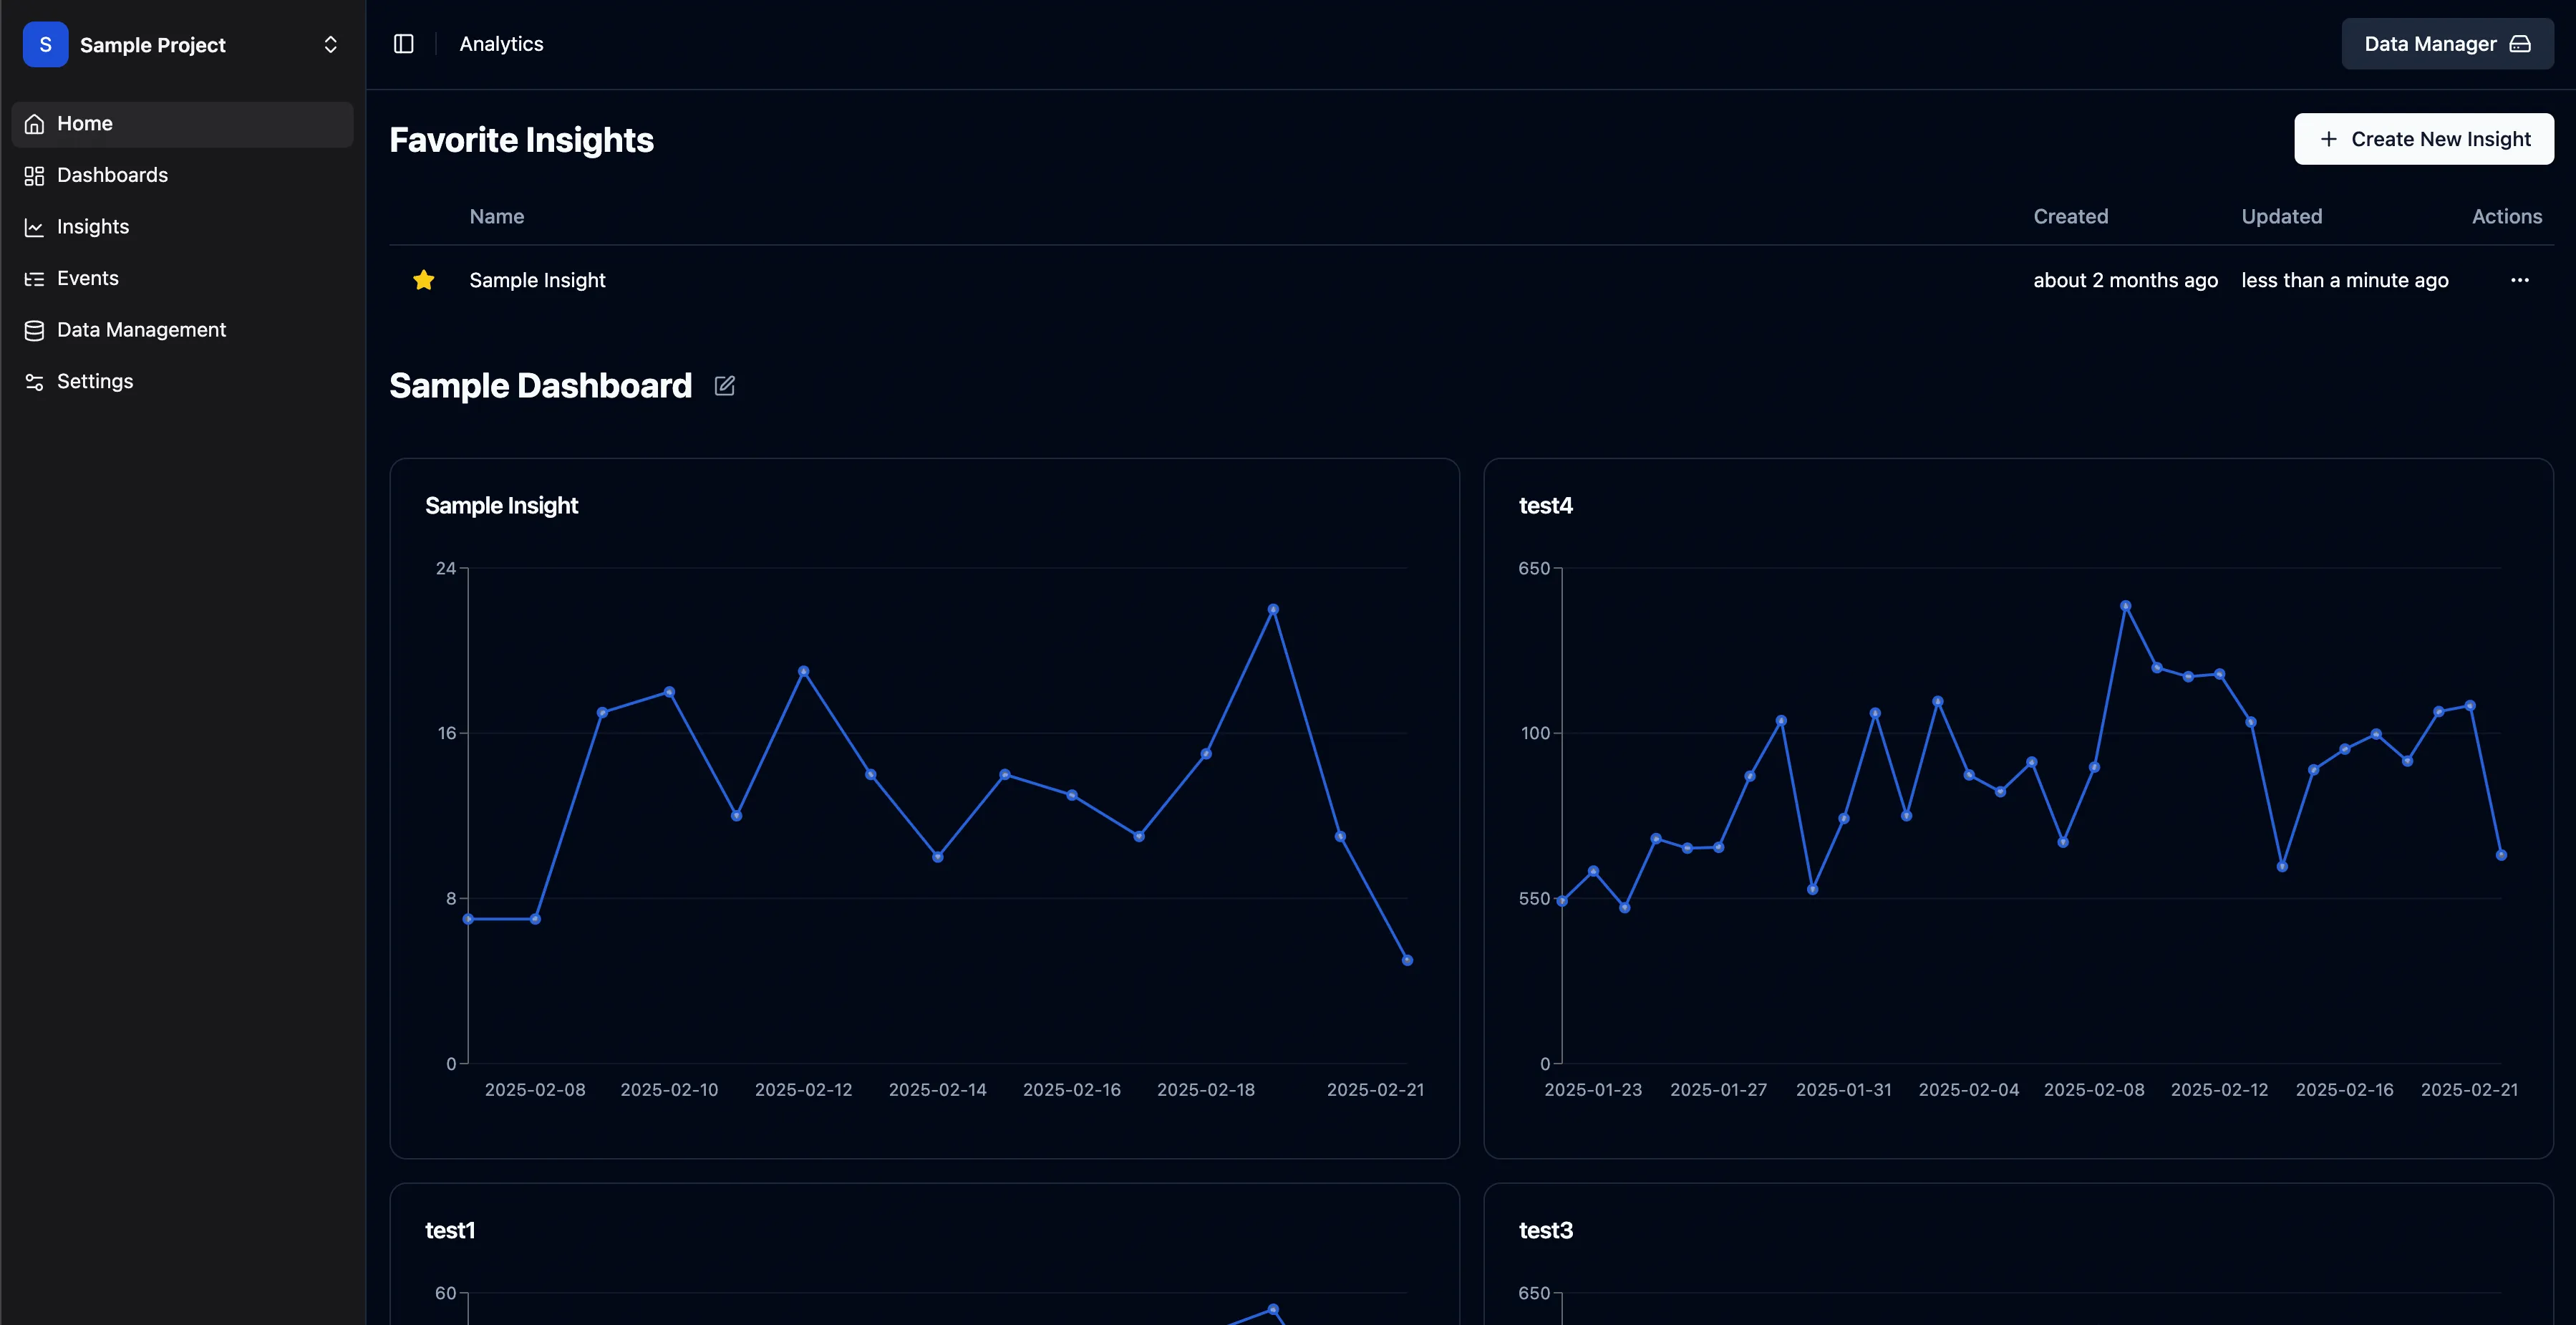 S
Sample Project
Home
Dashboards
Insights
Events
Data Management
Settings
Analytics
Data Manager
Favorite Insights
Create New Insight
Name Created Updated Actions
Sample Insight about 2 months ago less than a minute ago
Sample Dashboard
Sample Insight
24
16
8
0
2025-02-08 2025-02-10 2025-02-12 2025-02-14 2025-02-16 2025-02-18 2025-02-21
test4
650
100
550
0
2025-01-23 2025-01-27 2025-01-31 2025-02-04 2025-02-08 2025-02-12 2025-02-16 2025-02-21
test1
60
test3
650